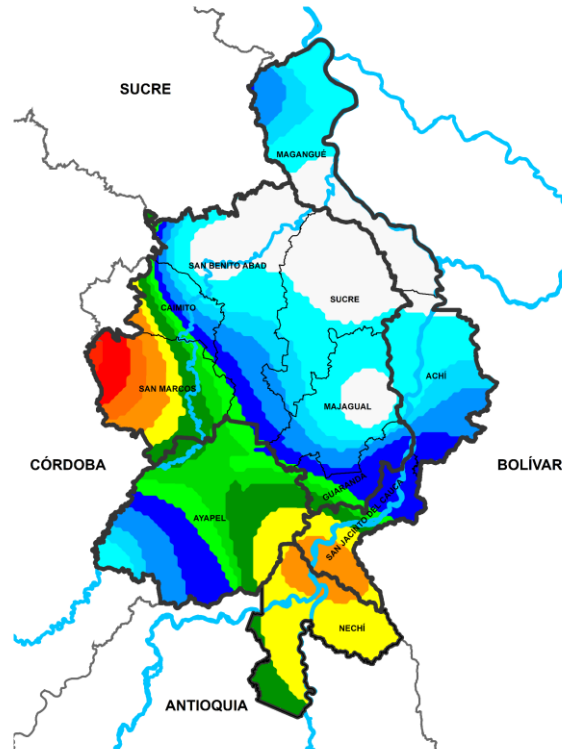 SUCRE
MAGANGUÉ
SAN BENITO ABAD
SUCRE
CAIMITO
ACHÍ
SAN MARCOS
MAJAGUAL
CÓRDOBA
BOLÍVAR
GUARANDA
AYAPEL
SAN JACINTO DEL CAUCA
NECHÍ
ANTIOQUIA